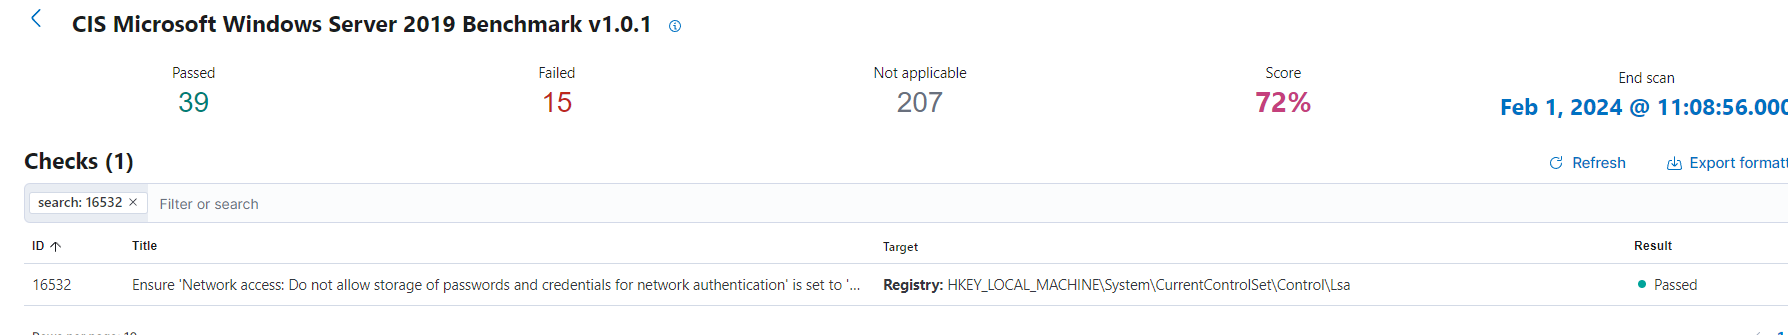 CIS Microsoft Windows Server 2019 Benchmark v1.0.1
Passed
39
Failed
15
Not applicable
207
Score
72%
End scan
Feb 1, 2024 @ 11:08:56.000
Checks (1)
Refresh
Export formatt
search: 16532 ×
Filter or search
ID Title Target Result
16532 Ensure 'Network access: Do not allow storage of passwords and credentials for network authentication' is set to '... Registry: HKEY_LOCAL_MACHINE\System\CurrentControlSet\Control\Lsa Passed